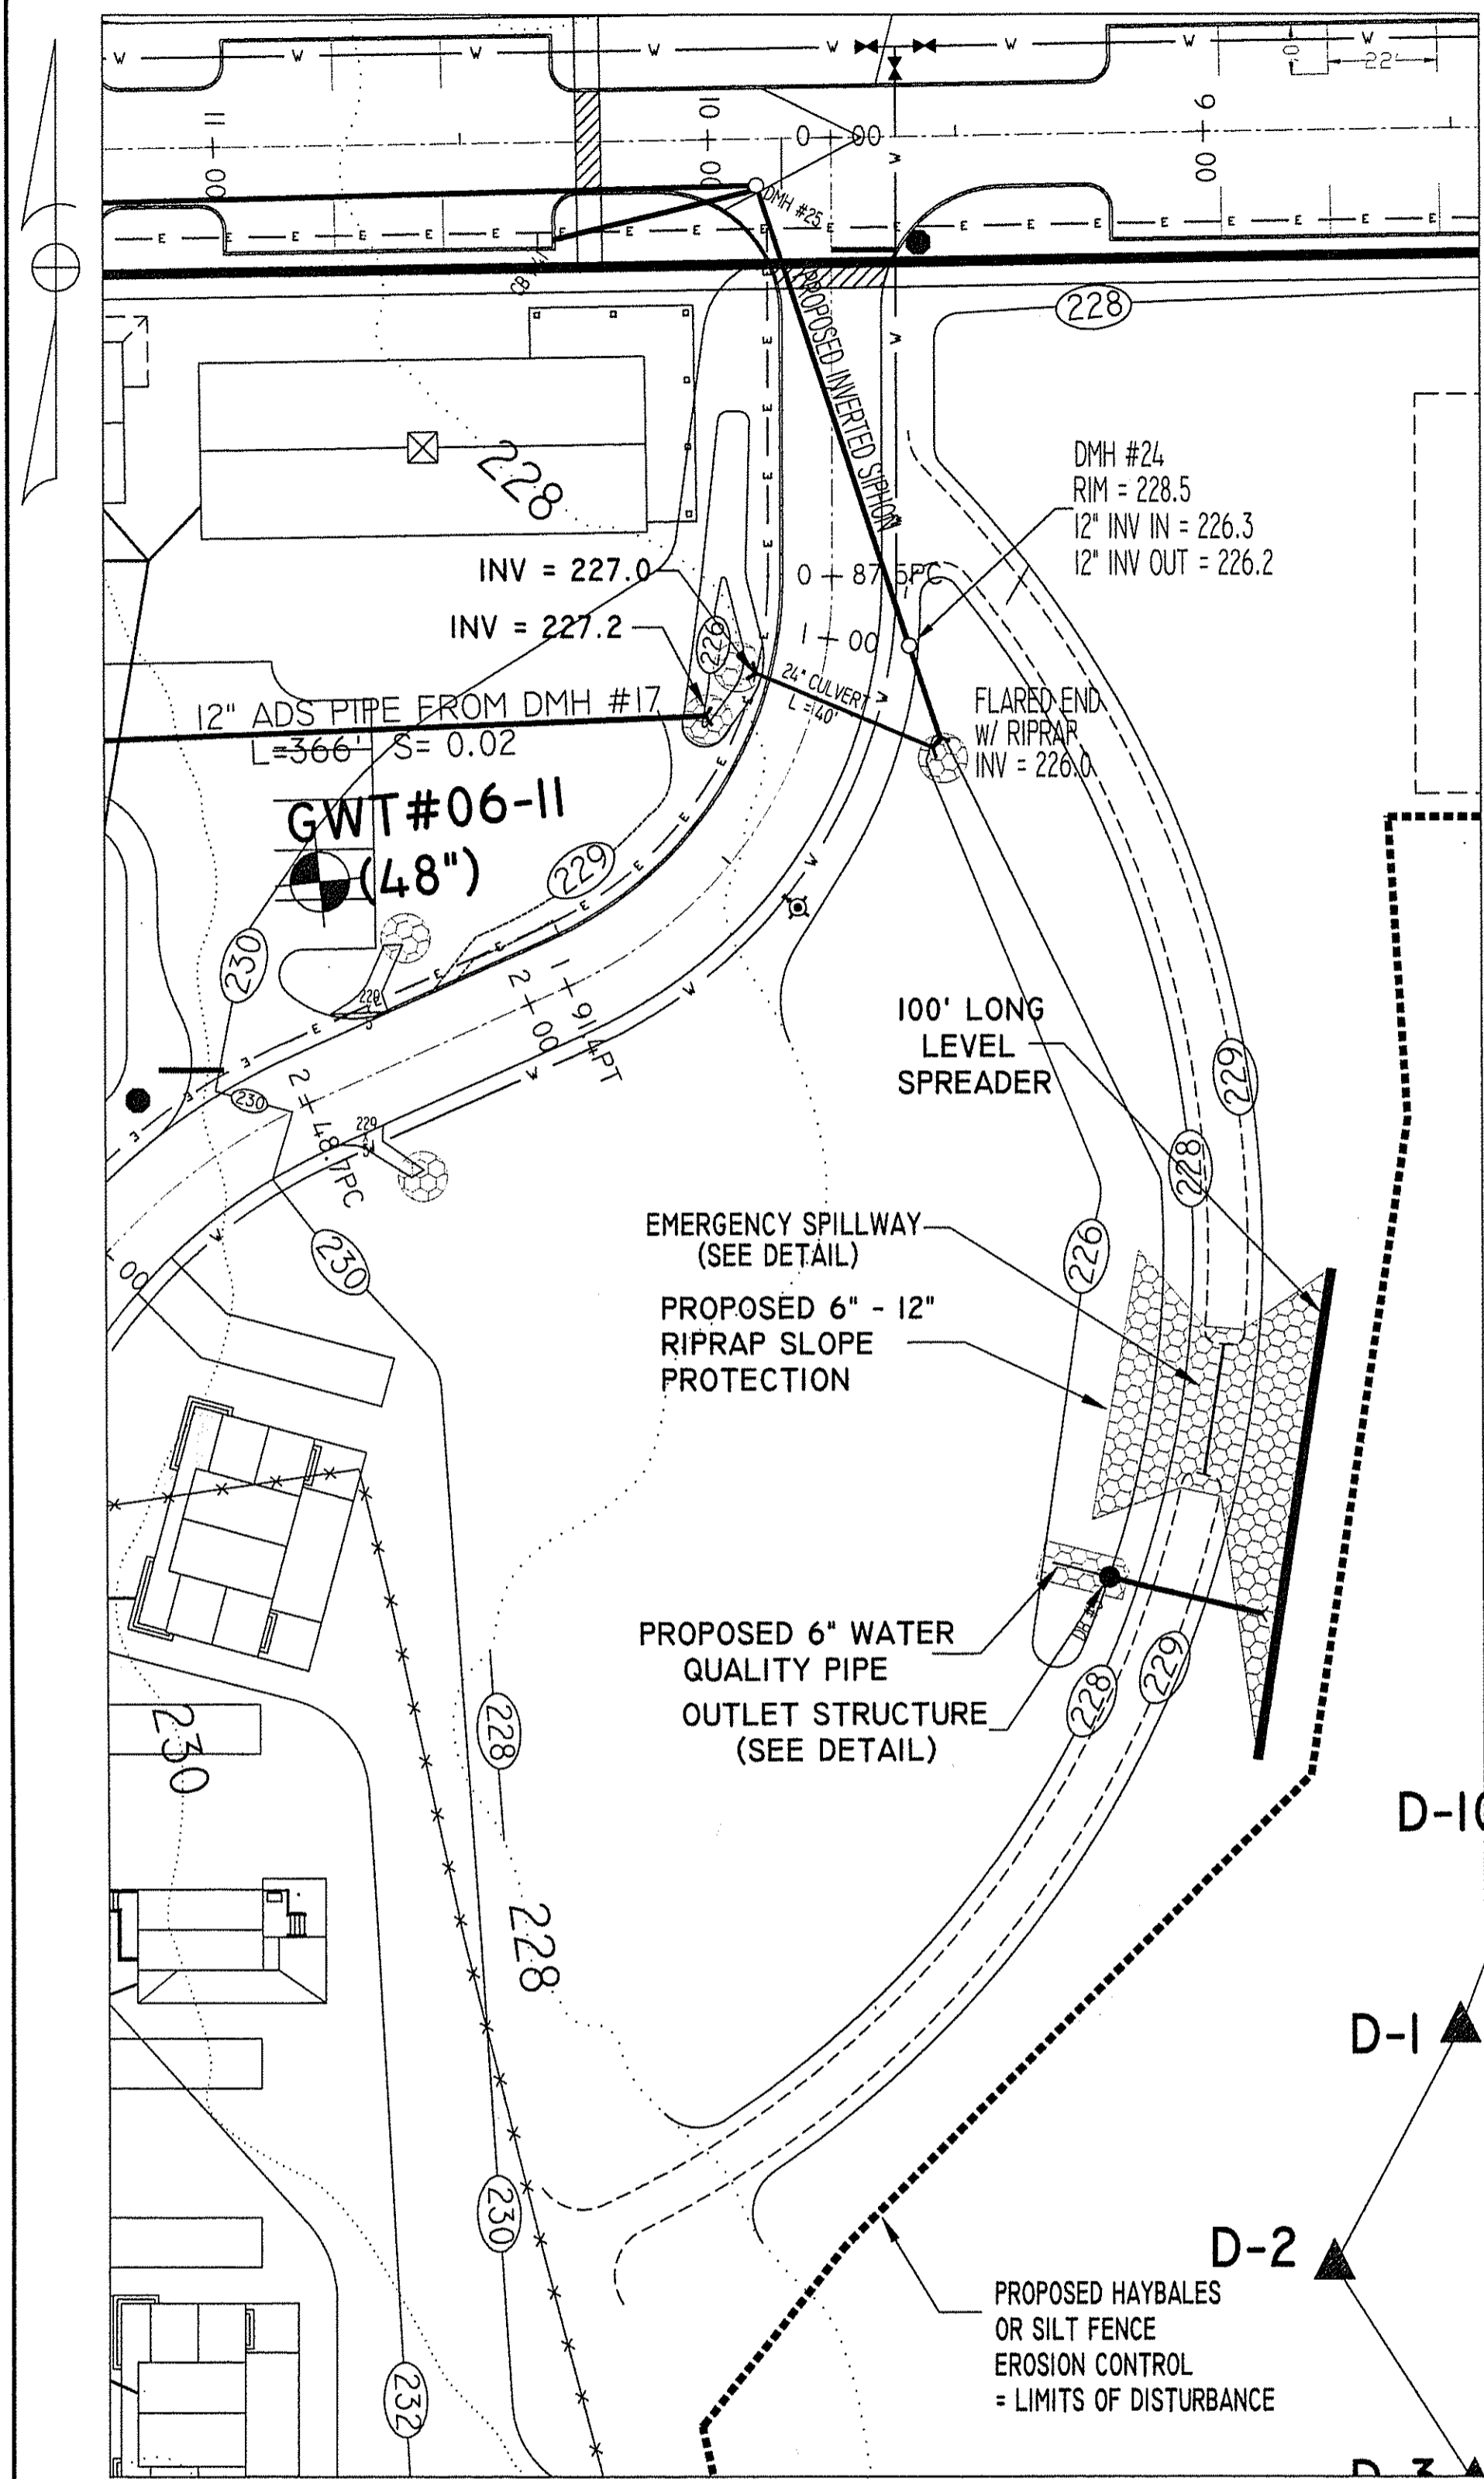 W W W W W W W W
22'
11 + 00
10 + 00
0 + 00
9 + 00
DMH #25
E E E E E E E E E E E E E E E
PROPOSED INVERTED SIPHON
228
228
DMH #24
RIM = 228.5
12" INV IN = 226.3
12" INV OUT = 226.2
INV = 227.0
0 + 87.5PC
INV = 227.2
226
1 + 00
24" CULVERT
L = 40'
12" ADS PIPE FROM DMH #17
L=366' S= 0.02
FLARED END
W/ RIPRAP
INV = 226.0
GWT#06-11
(48")
229
230
1 + 91.4PT
2 + 00
100' LONG
LEVEL
SPREADER
229
230
2 + 48.7PC
229
228
230
226
EMERGENCY SPILLWAY
(SEE DETAIL)
PROPOSED 6" - 12"
RIPRAP SLOPE
PROTECTION
PROPOSED 6" WATER
QUALITY PIPE
OUTLET STRUCTURE
(SEE DETAIL)
228
229
228
230
D-10
228
D-1
230
D-2
PROPOSED HAYBALES
OR SILT FENCE
EROSION CONTROL
= LIMITS OF DISTURBANCE
232
D-3